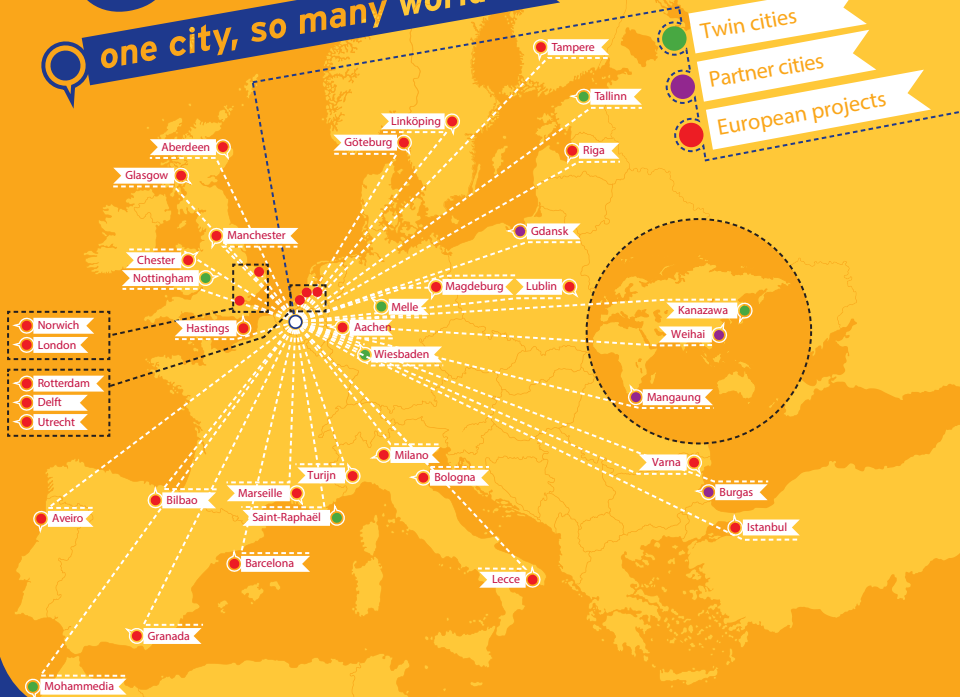 one city, so many worl
Twin cities
Partner cities
European projects
Tampere
Tallinn
Linköping
Göteburg
Riga
Aberdeen
Glasgow
Manchester
Gdansk
Chester
Nottingham
Magdeburg
Lublin
Melle
Kanazawa
Norwich
London
Hastings
Aachen
Weihai
Wiesbaden
Rotterdam
Delft
Utrecht
Mangaung
Milano
Varna
Turijn
Bologna
Marseille
Burgas
Bilbao
Aveiro
Saint-Raphaël
Istanbul
Barcelona
Lecce
Granada
Mohammedia